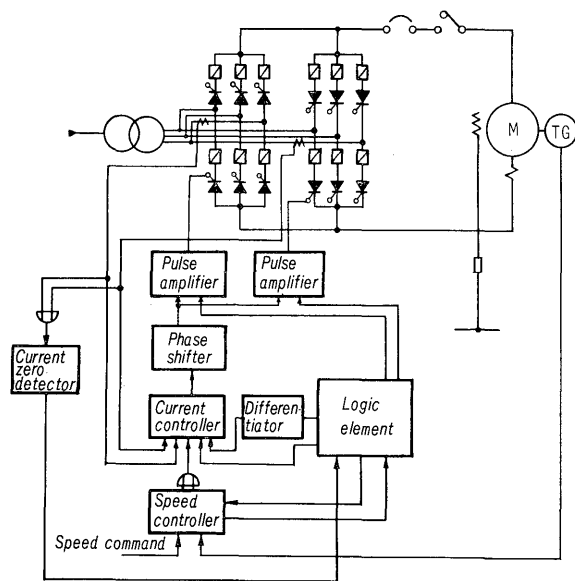 M
TG
Pulse
amplifier
Pulse
amplifier
Phase
shifter
Current
zero
detector
Current
controller
Differen-
tiator
Logic
element
Speed
controller
Speed command